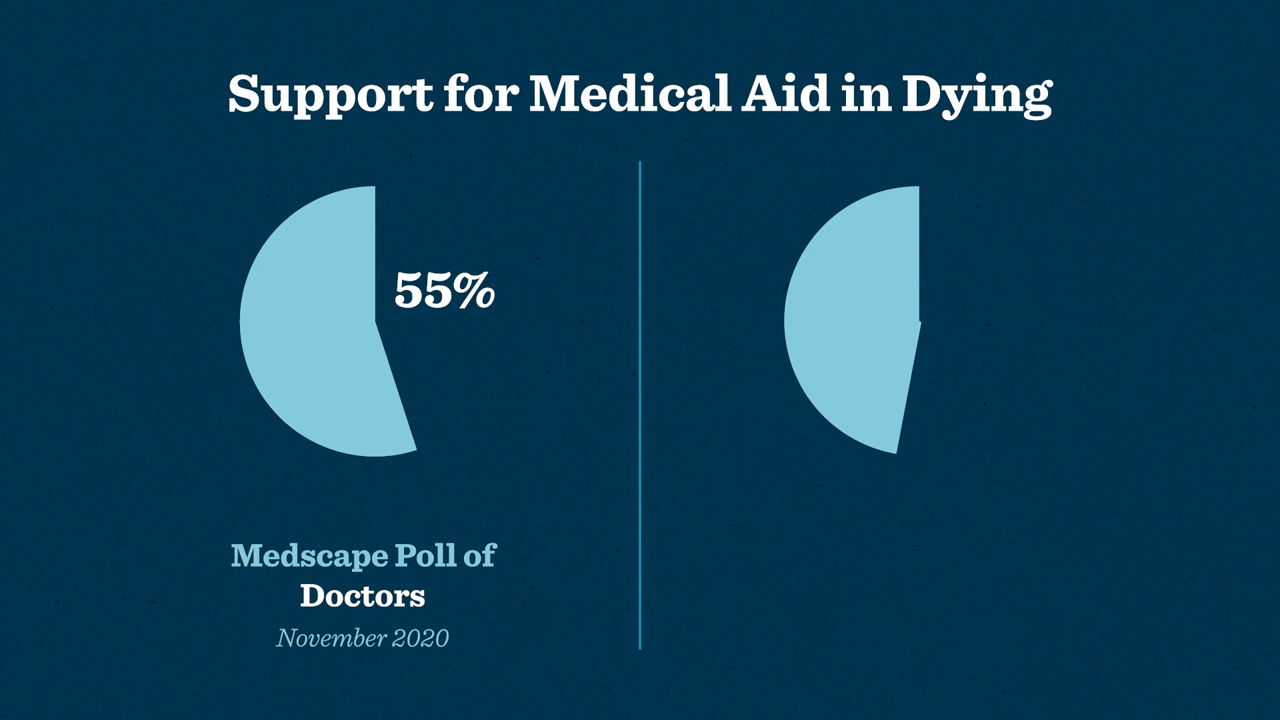 Support for Medical Aid in Dying
55%
Medscape Poll of
Doctors
November 2020